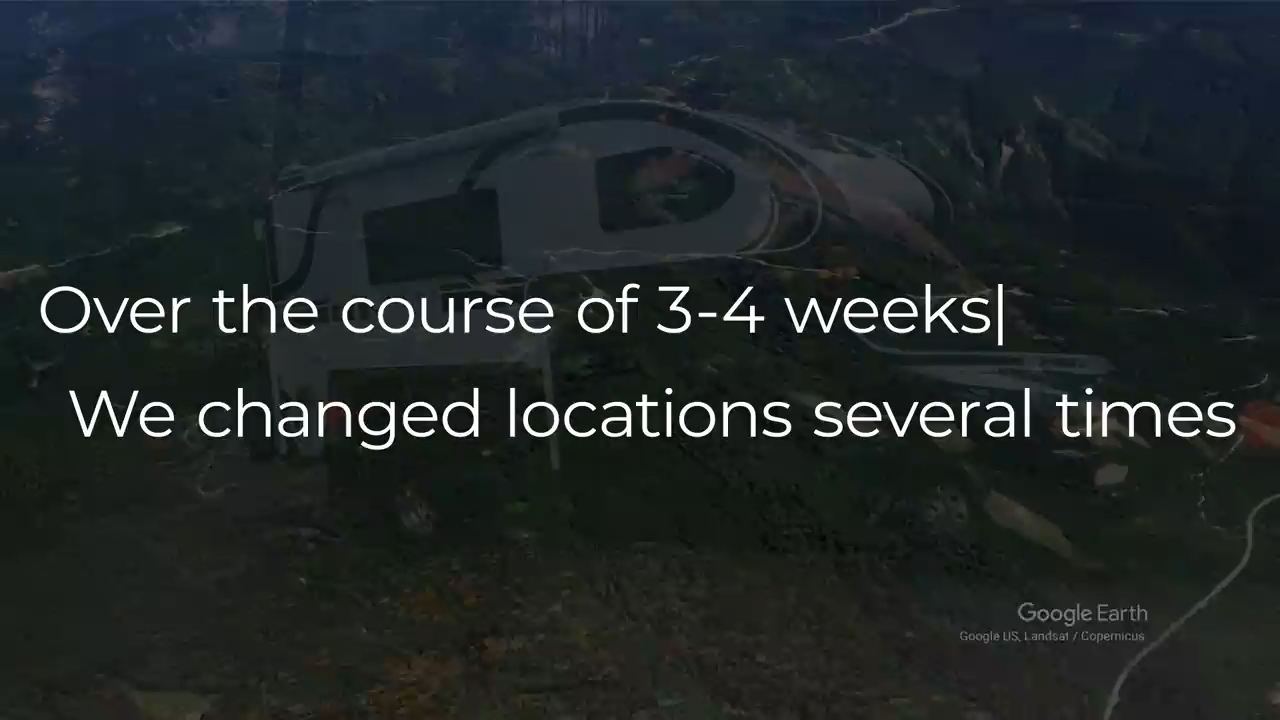 Over the course of 3-4 weeks|
We changed locations several times
Google Earth
Google US, Landsat / Copernicus